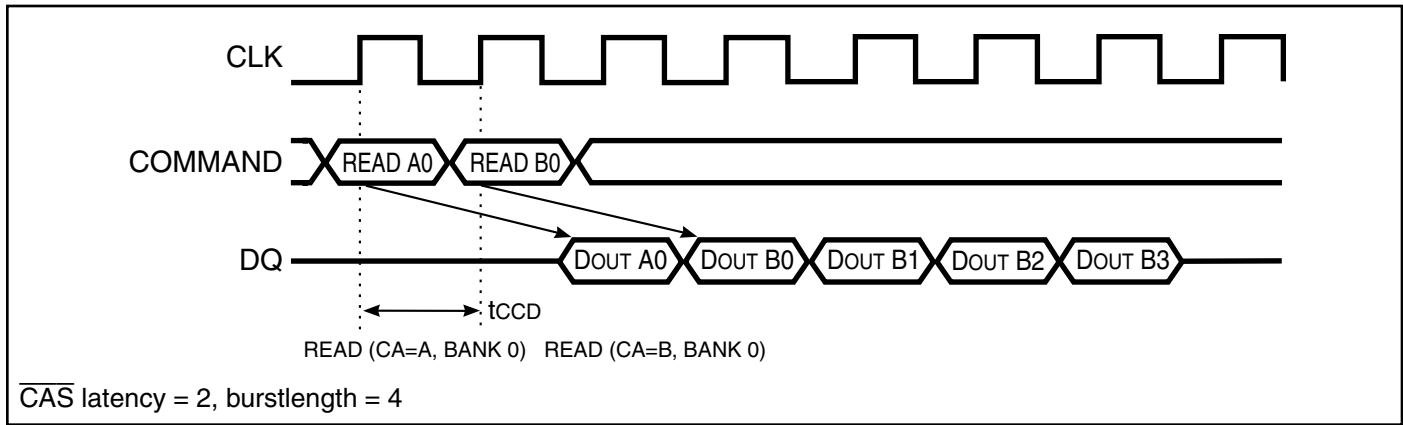 CLK
COMMAND READ A0 READ B0
DQ DOUT A0 DOUT B0 DOUT B1 DOUT B2 DOUT B3
tCCD
READ (CA=A, BANK 0) READ (CA=B, BANK 0)
CAS latency = 2, burstlength = 4